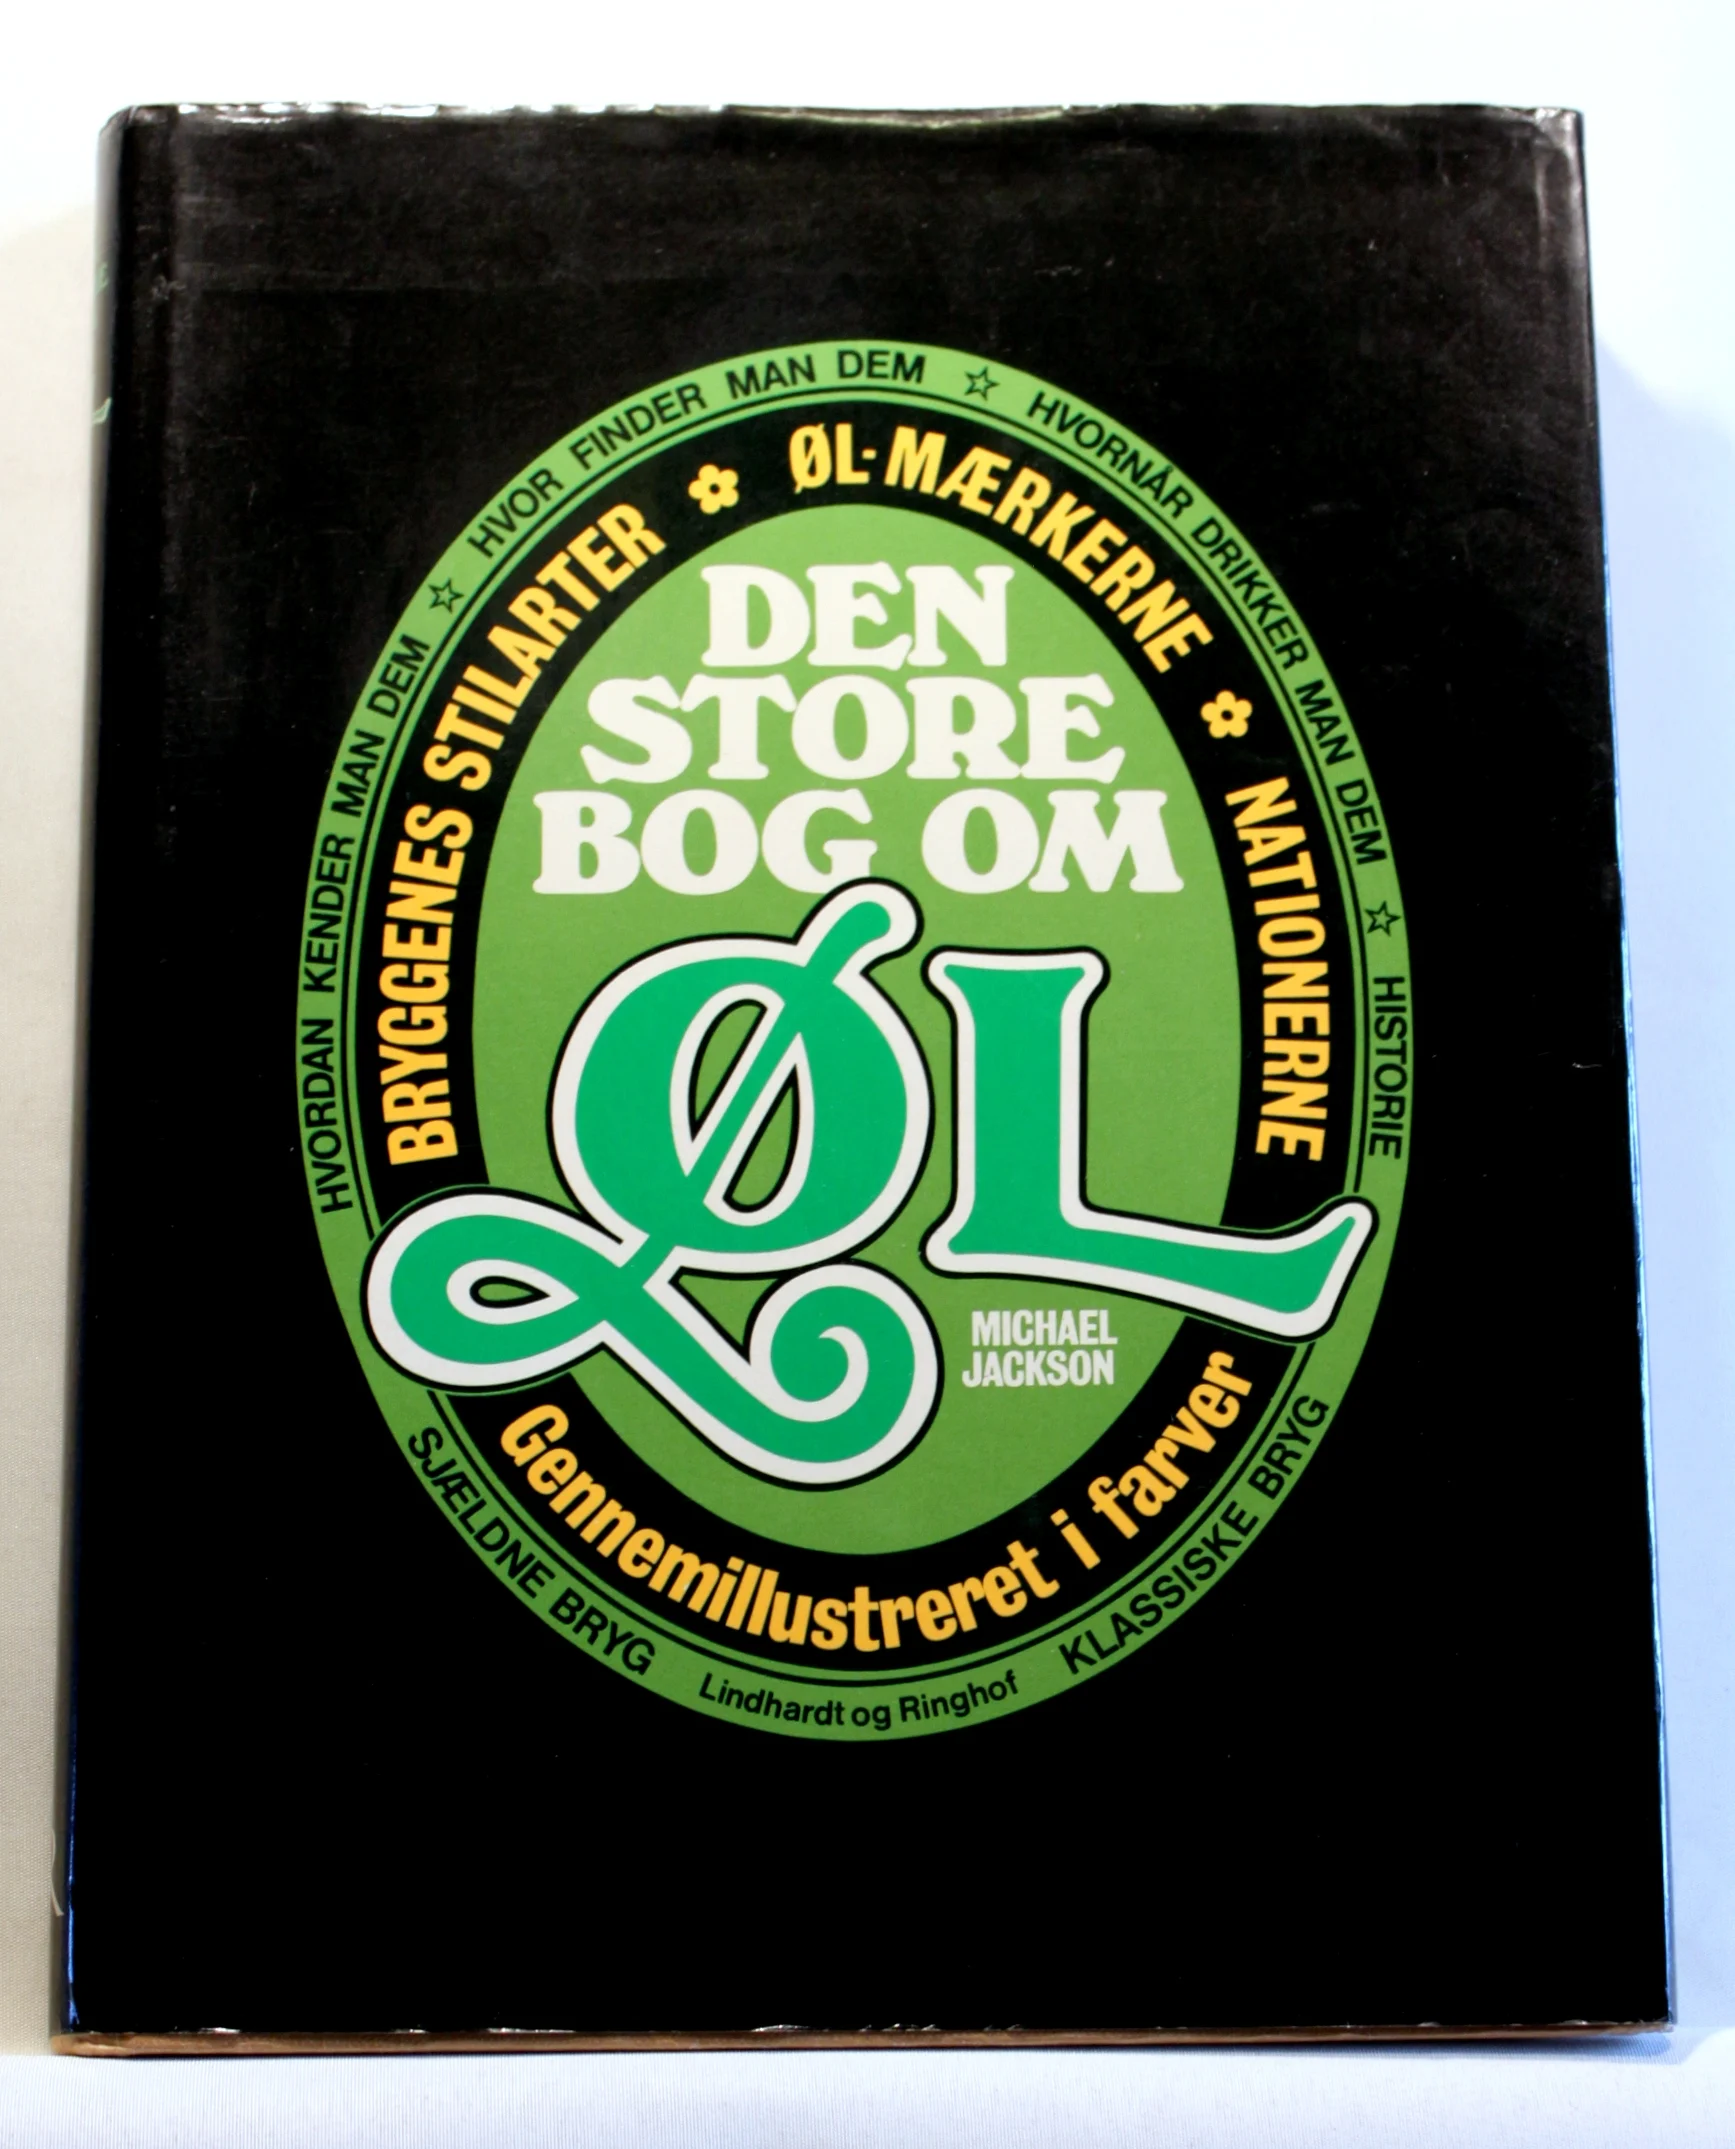 HVORDAN KENDER MAN DEM ☆ HVOR FINDER MAN DEM ☆ HVORNÅR DRIKKER MAN DEM ☆ HISTORIE
BRYGGENES STILARTER ✿ ØL-MÆRKERNE ✿ NATIONERNE
DEN
STORE
BOG OM
ØL
MICHAEL
JACKSON
Gennemillustreret i farver
SJÆLDNE BRYG
Lindhardt og Ringhof
KLASSISKE BRYG